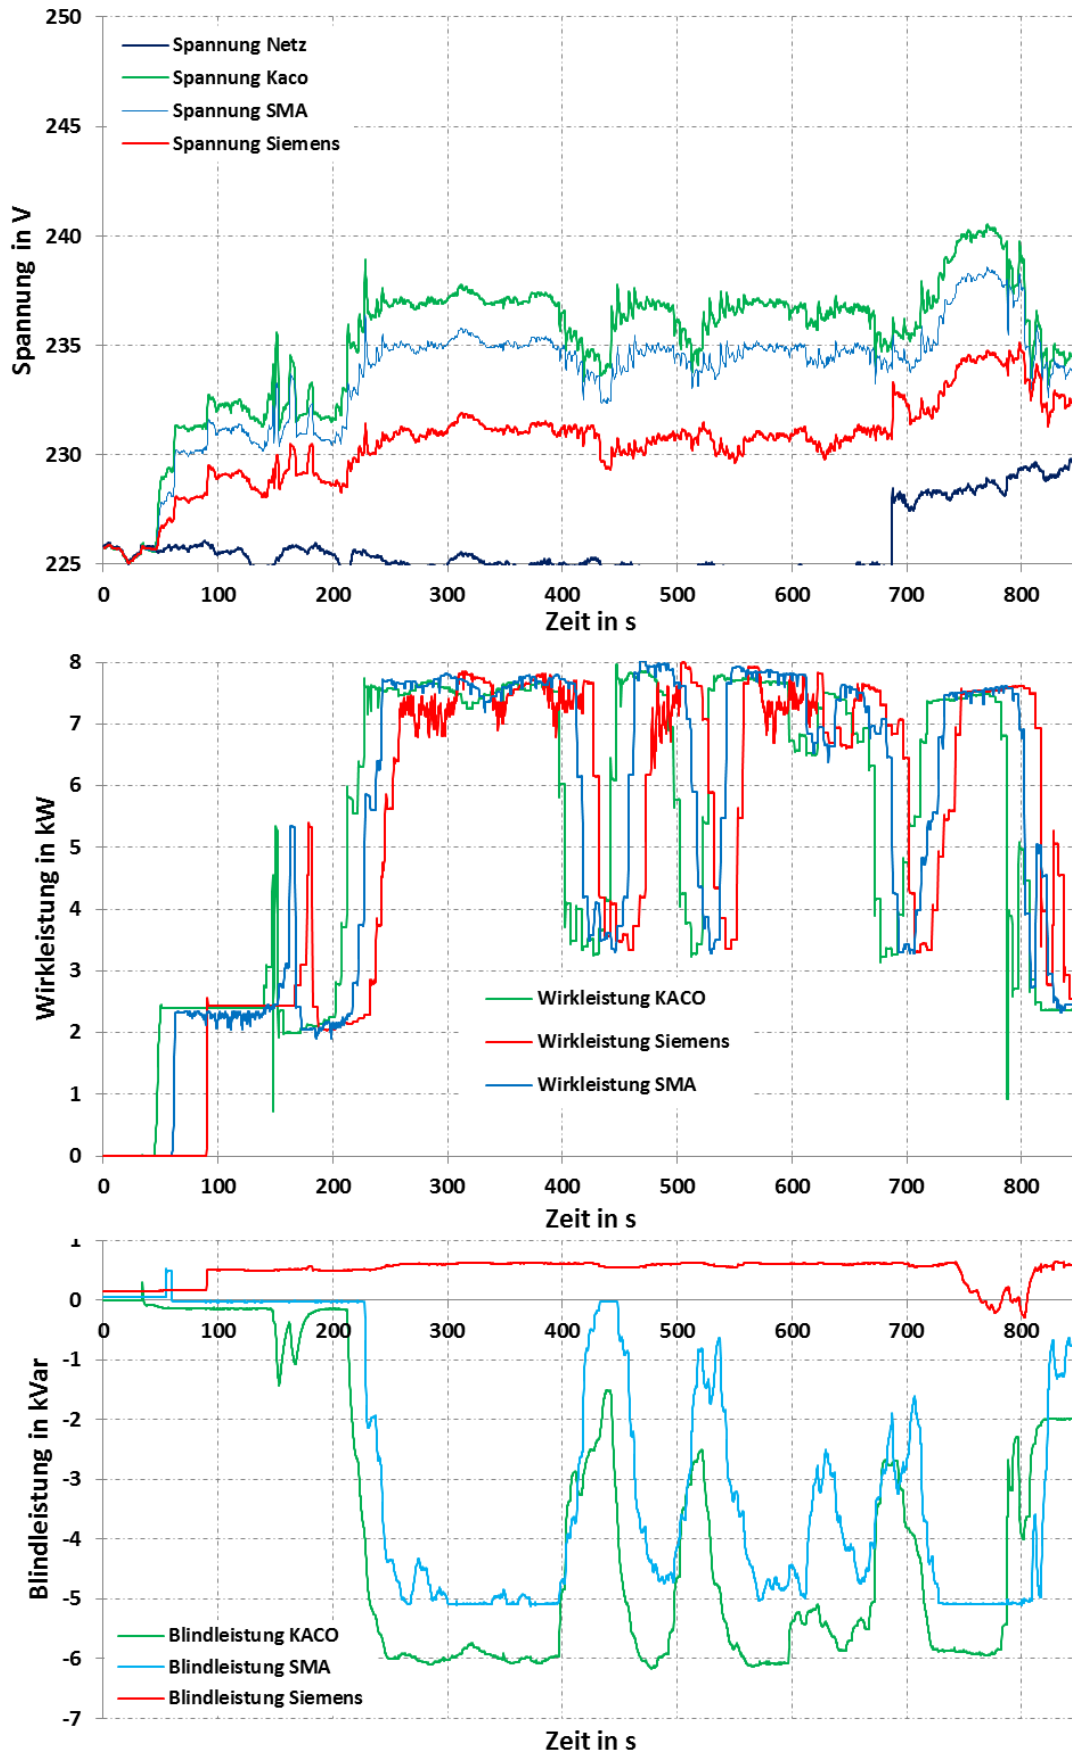 250
Spannung Netz
Spannung Kaco
Spannung SMA
Spannung Siemens
245
240
235
230
225
Spannung in V
0 100 200 300 400 500 600 700 800
Zeit in s
8
7
6
5
4
3
2
1
0
Wirkleistung in kW
Wirkleistung KACO
Wirkleistung Siemens
Wirkleistung SMA
0 100 200 300 400 500 600 700 800
Zeit in s
1
0
-1
-2
-3
-4
-5
-6
-7
Blindleistung in kVar
0 100 200 300 400 500 600 700 800
Blindleistung KACO
Blindleistung SMA
Blindleistung Siemens
Zeit in s